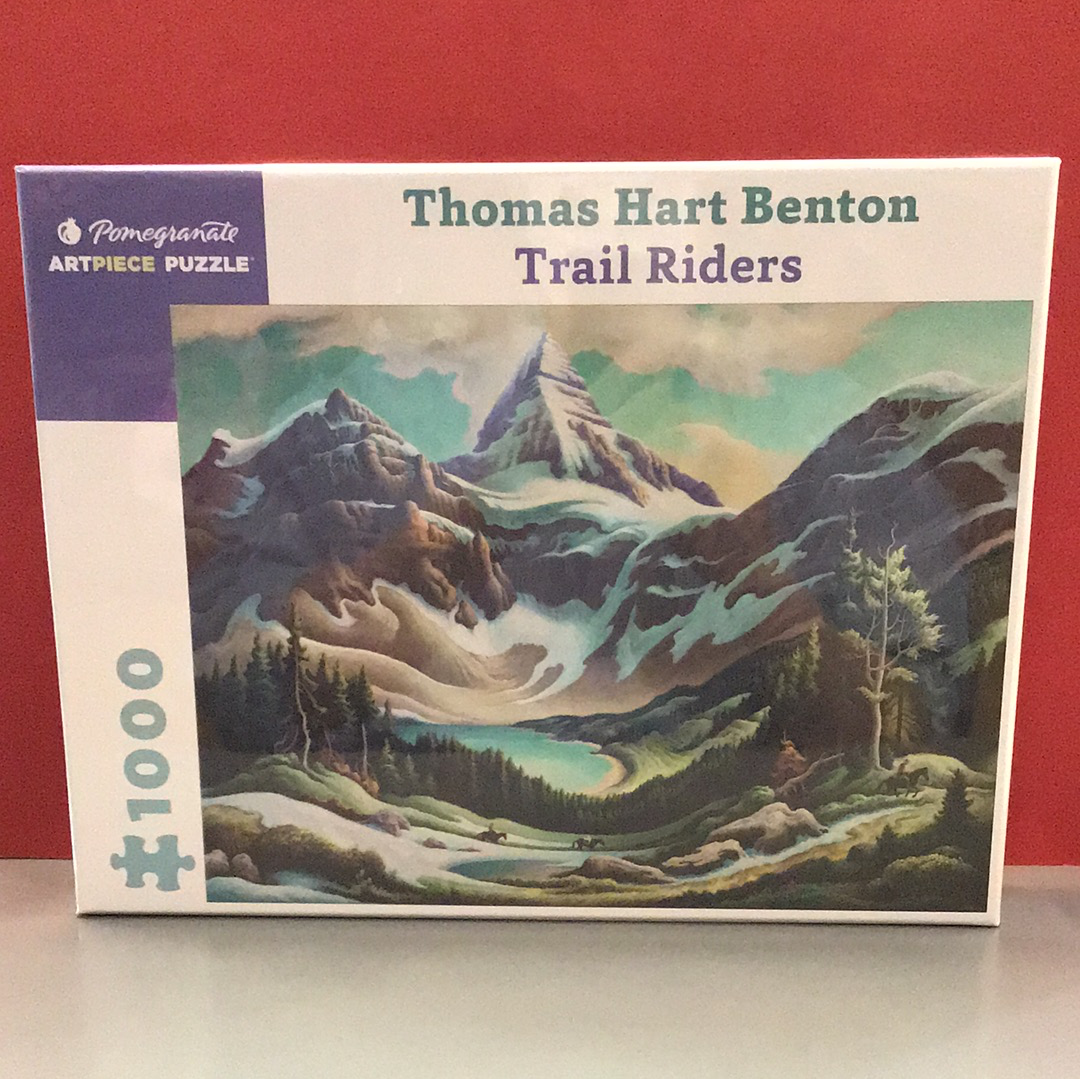 Pomegranate
ARTPIECE PUZZLE®
Thomas Hart Benton
Trail Riders
1000